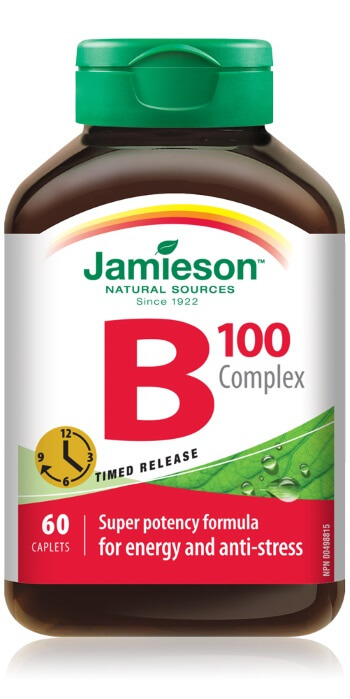 Jamieson™
NATURAL SOURCES
Since 1922
B 100
Complex
12
9 3
6
TIMED RELEASE
60
CAPLETS
Super potency formula
for energy and anti-stress
NPN 00498815